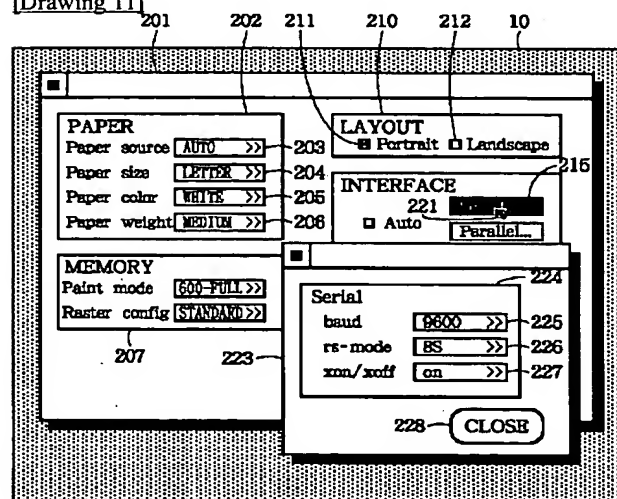 [Drawing 11]
201 202 211 210 212 10
PAPER
Paper source AUTO >> 203
Paper size LETTER >> 204
Paper color WHITE >> 205
Paper weight MEDIUM >> 206
LAYOUT
Portrait Landscape
215
INTERFACE
221
Auto
Parallel...
MEMORY
Paint mode 600-FULL >>
Raster config STANDARD >>
207
223
224
Serial
baud 9600 >> 225
rs-mode 8S >> 226
xon/xoff on >> 227
228 CLOSE